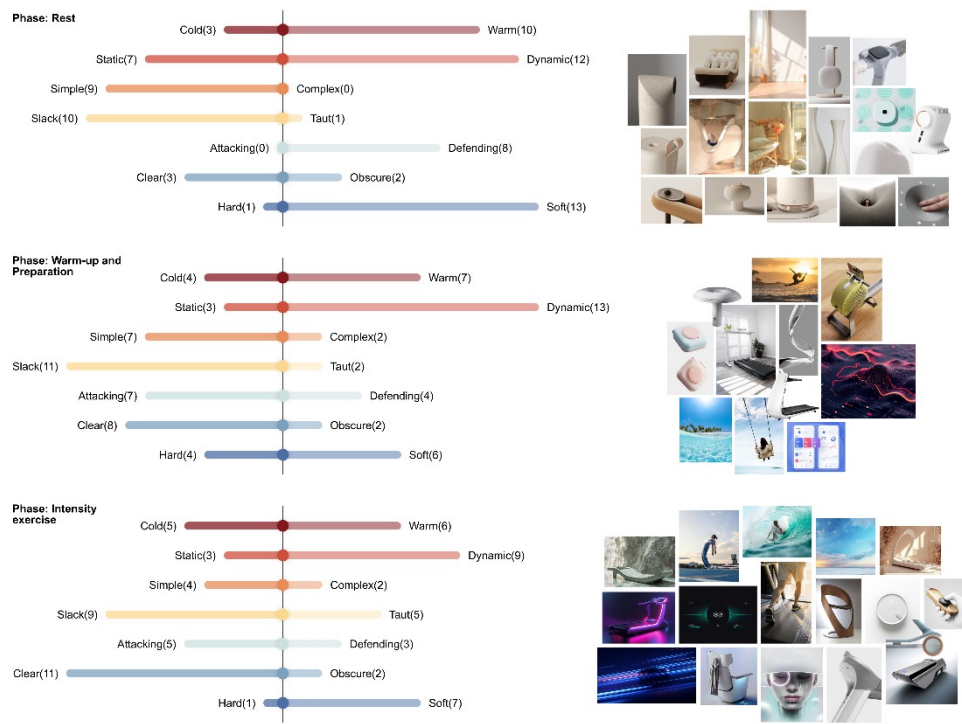 Phase: Rest
Cold(3) Warm(10)
Static(7) Dynamic(12)
Simple(9) Complex(0)
Slack(10) Taut(1)
Attacking(0) Defending(8)
Clear(3) Obscure(2)
Hard(1) Soft(13)
Phase: Warm-up and
Preparation
Cold(4) Warm(7)
Static(3) Dynamic(13)
Simple(7) Complex(2)
Slack(11) Taut(2)
Attacking(7) Defending(4)
Clear(8) Obscure(2)
Hard(4) Soft(6)
Phase: Intensity
exercise
Cold(5) Warm(6)
Static(3) Dynamic(9)
Simple(4) Complex(2)
Slack(9) Taut(5)
Attacking(5) Defending(3)
Clear(11) Obscure(2)
Hard(1) Soft(7)